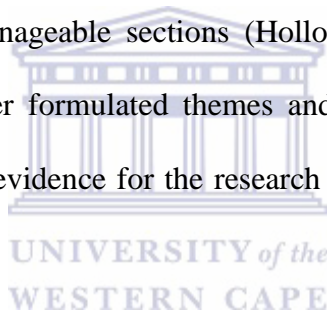 nageable sections (Hollo
er formulated themes and
evidence for the research
UNIVERSITY of the
WESTERN CAPE